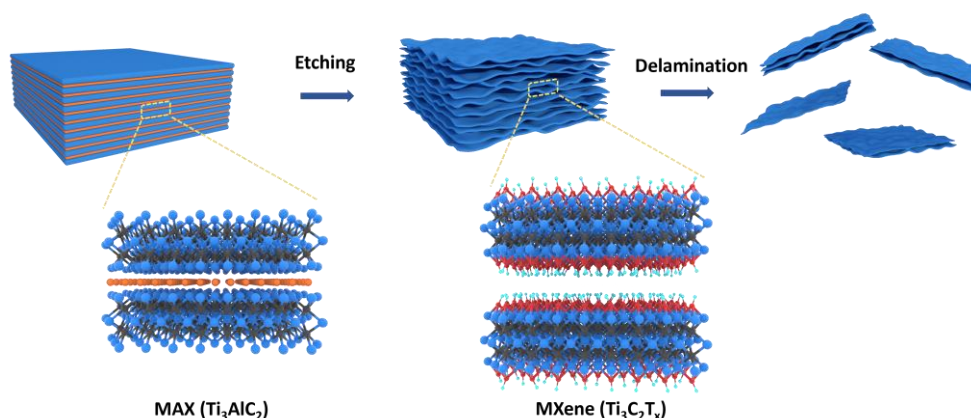 Etching
Delamination
MAX (Ti₃AlC₂)
MXene (Ti₃C₂Tₓ)